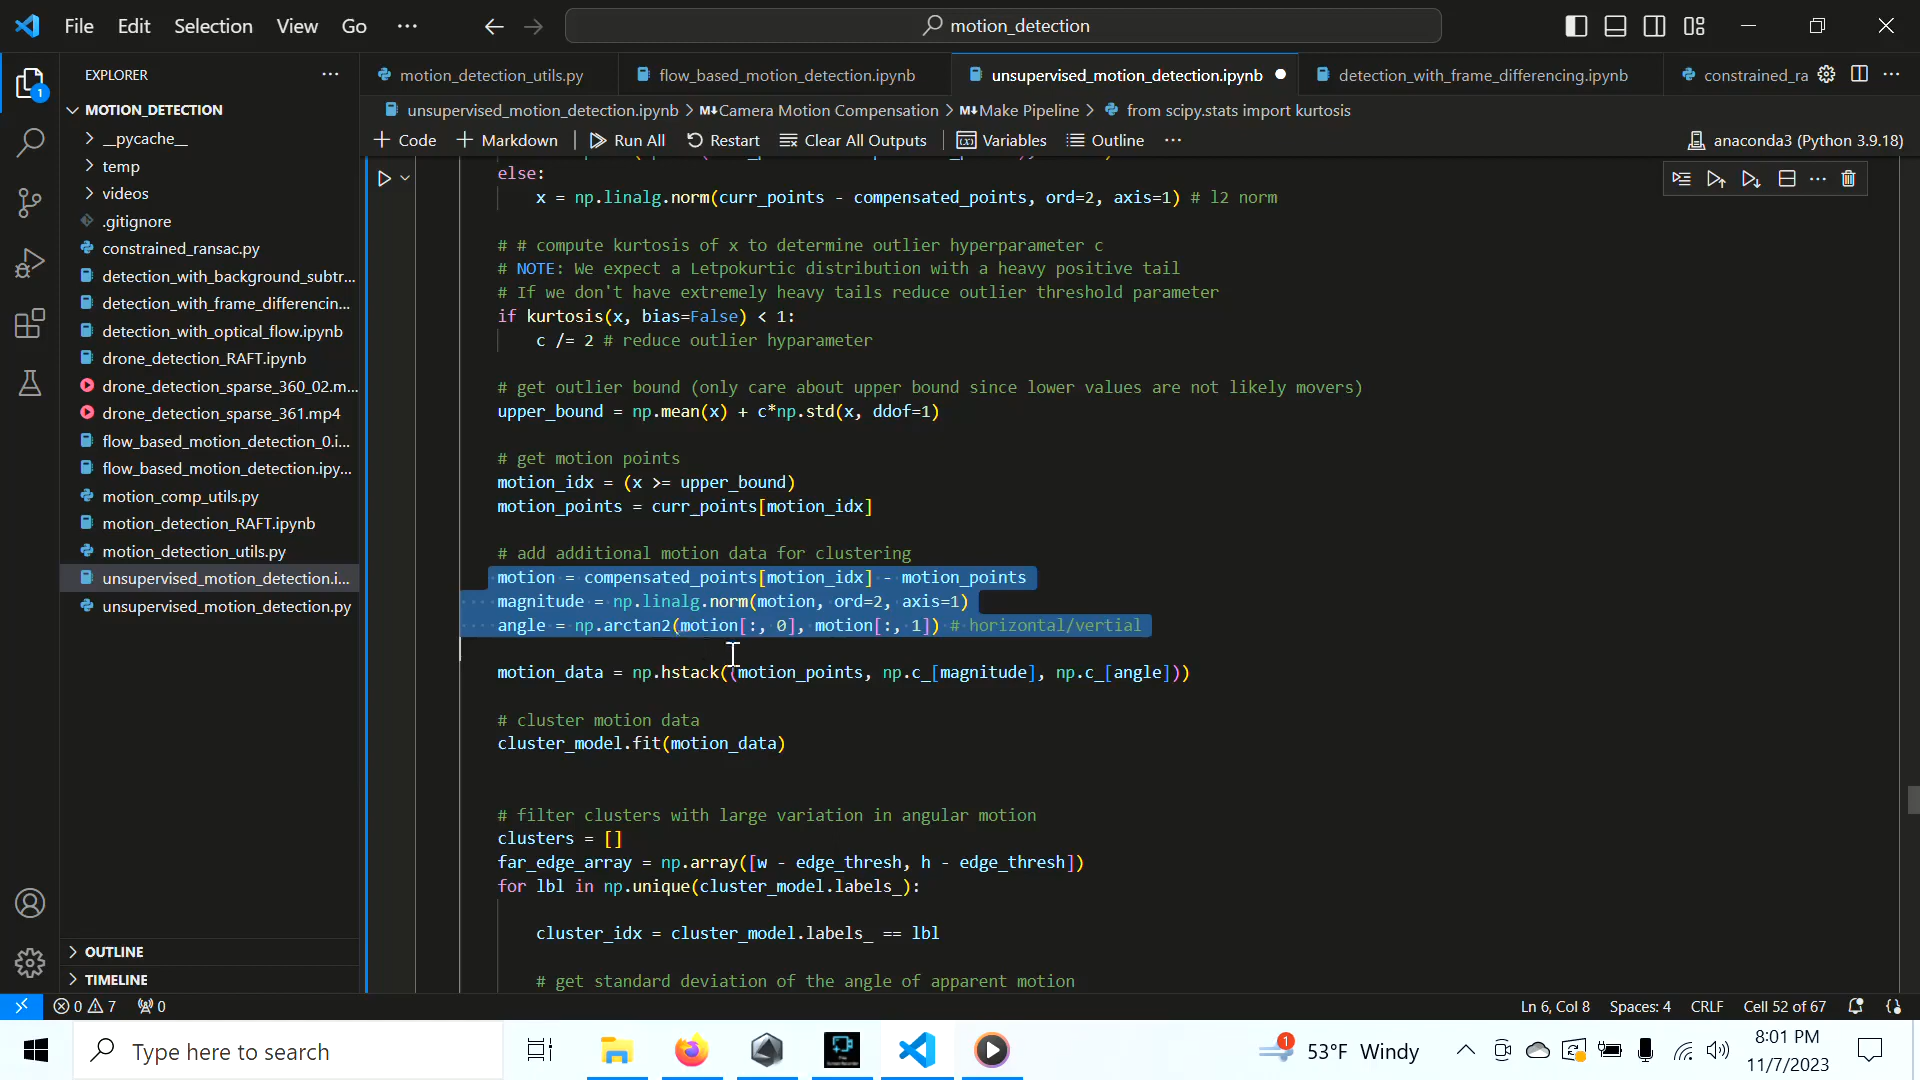 File Edit Selection View Go ...
motion_detection
EXPLORER
motion_detection_utils.py
flow_based_motion_detection.ipynb
unsupervised_motion_detection.ipynb
detection_with_frame_differencing.ipynb
constrained_ra
MOTION_DETECTION
unsupervised_motion_detection.ipynb > M↓Camera Motion Compensation > M↓Make Pipeline > from scipy.stats import kurtosis
+ Code + Markdown Run All Restart Clear All Outputs Variables Outline ...
anaconda3 (Python 3.9.18)
__pycache__
temp
videos
.gitignore
constrained_ransac.py
detection_with_background_subtr...
detection_with_frame_differencin...
detection_with_optical_flow.ipynb
drone_detection_RAFT.ipynb
drone_detection_sparse_360_02.m...
drone_detection_sparse_361.mp4
flow_based_motion_detection_0.i...
flow_based_motion_detection.ipy...
motion_comp_utils.py
motion_detection_RAFT.ipynb
motion_detection_utils.py
unsupervised_motion_detection.i...
unsupervised_motion_detection.py
OUTLINE
TIMELINE
else:
x = np.linalg.norm(curr_points - compensated_points, ord=2, axis=1) # l2 norm
# # compute kurtosis of x to determine outlier hyperparameter c
# NOTE: We expect a Letpokurtic distribution with a heavy positive tail
# If we don't have extremely heavy tails reduce outlier threshold parameter
if kurtosis(x, bias=False) < 1:
c /= 2 # reduce outlier hyparameter
# get outlier bound (only care about upper bound since lower values are not likely movers)
upper_bound = np.mean(x) + c*np.std(x, ddof=1)
# get motion points
motion_idx = (x >= upper_bound)
motion_points = curr_points[motion_idx]
# add additional motion data for clustering
motion = compensated_points[motion_idx] - motion_points
magnitude = np.linalg.norm(motion, ord=2, axis=1)
angle = np.arctan2(motion[:, 0], motion[:, 1]) # horizontal/vertial
motion_data = np.hstack((motion_points, np.c_[magnitude], np.c_[angle]))
# cluster motion data
cluster_model.fit(motion_data)
# filter clusters with large variation in angular motion
clusters = []
far_edge_array = np.array([w - edge_thresh, h - edge_thresh])
for lbl in np.unique(cluster_model.labels_):
cluster_idx = cluster_model.labels_ == lbl
# get standard deviation of the angle of apparent motion
0 7 0
Ln 6, Col 8 Spaces: 4 CRLF Cell 52 of 67
Type here to search
53°F Windy
8:01 PM
11/7/2023